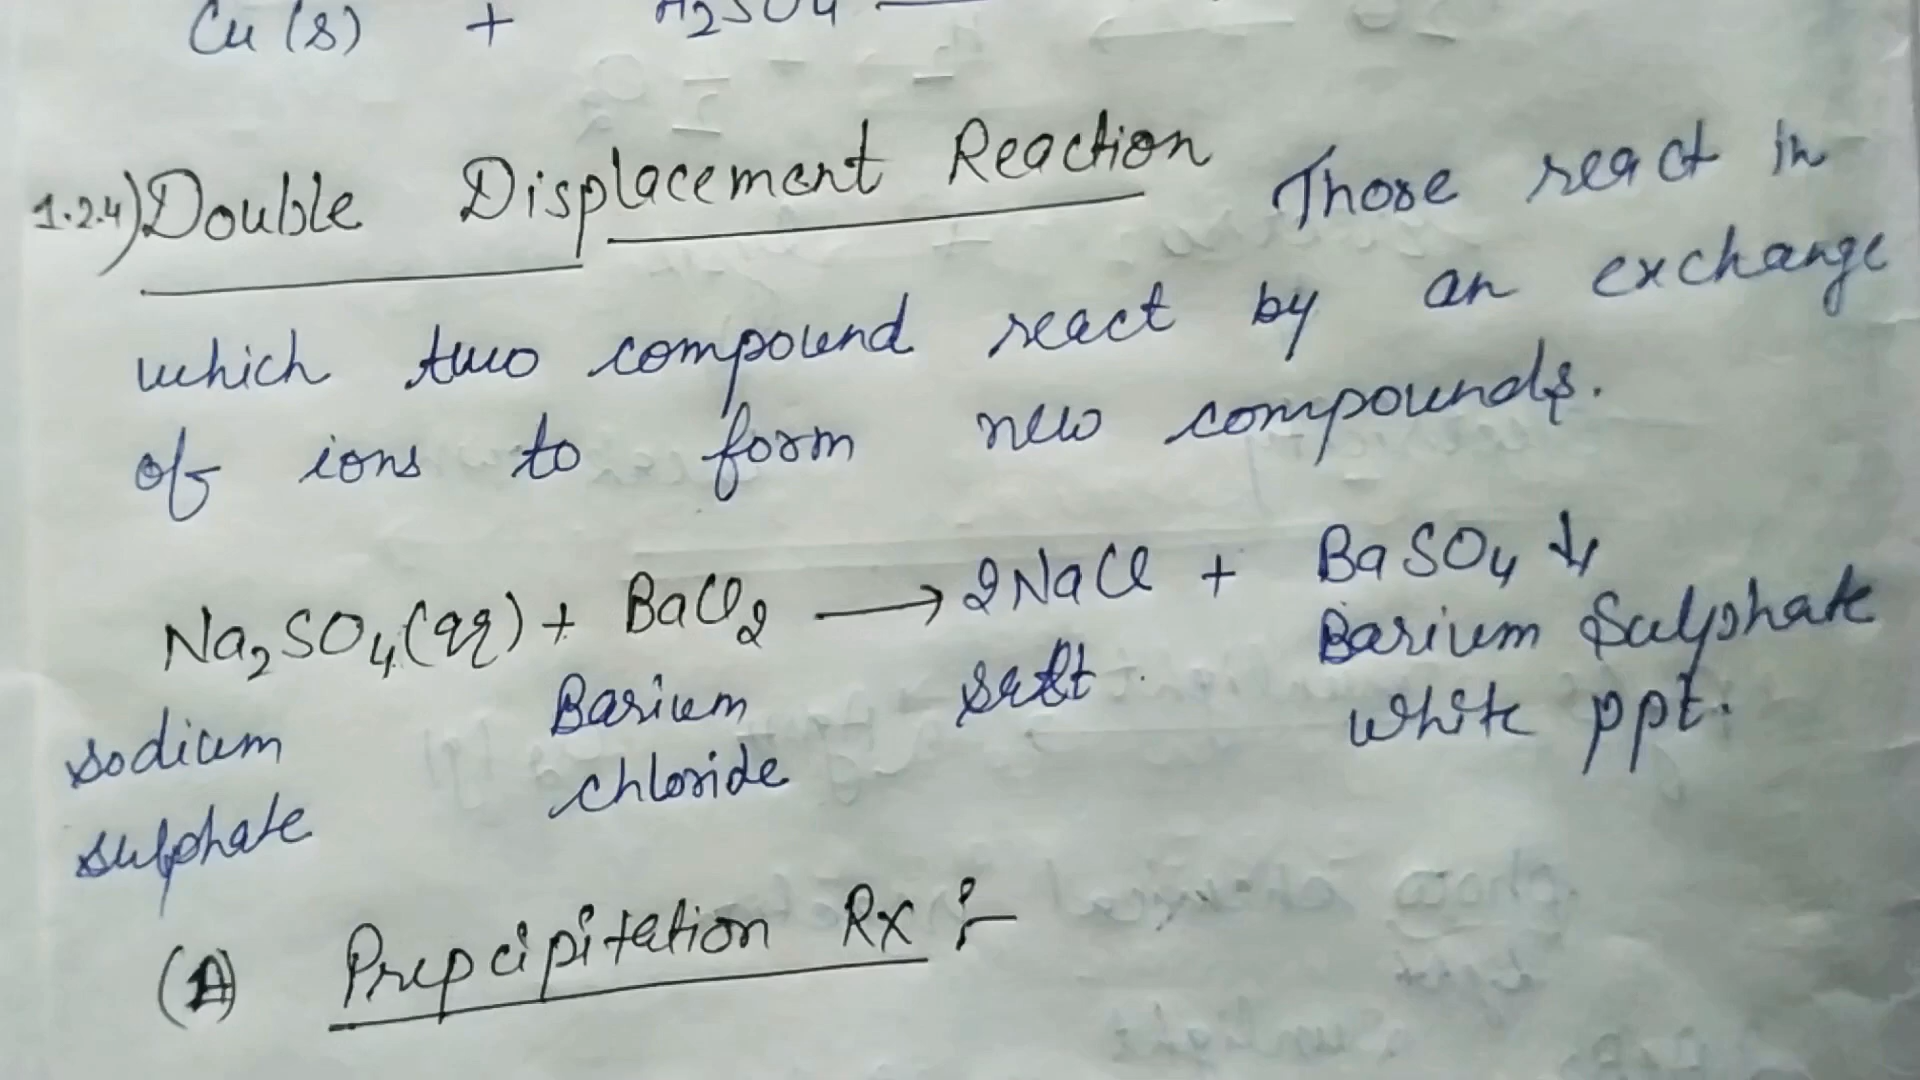 Cu (s) + H2SO4
1.2.4) Double Displacement Reaction Those react in
which two compound react by an exchange
of ions to form new compounds.
Na2SO4(aq) + BaCl2 → 2NaCl + BaSO4 ↓
sodium Barium salt Barium Sulphate
sulphate chloride white ppt.
(A) Prepcipitation Rx :-